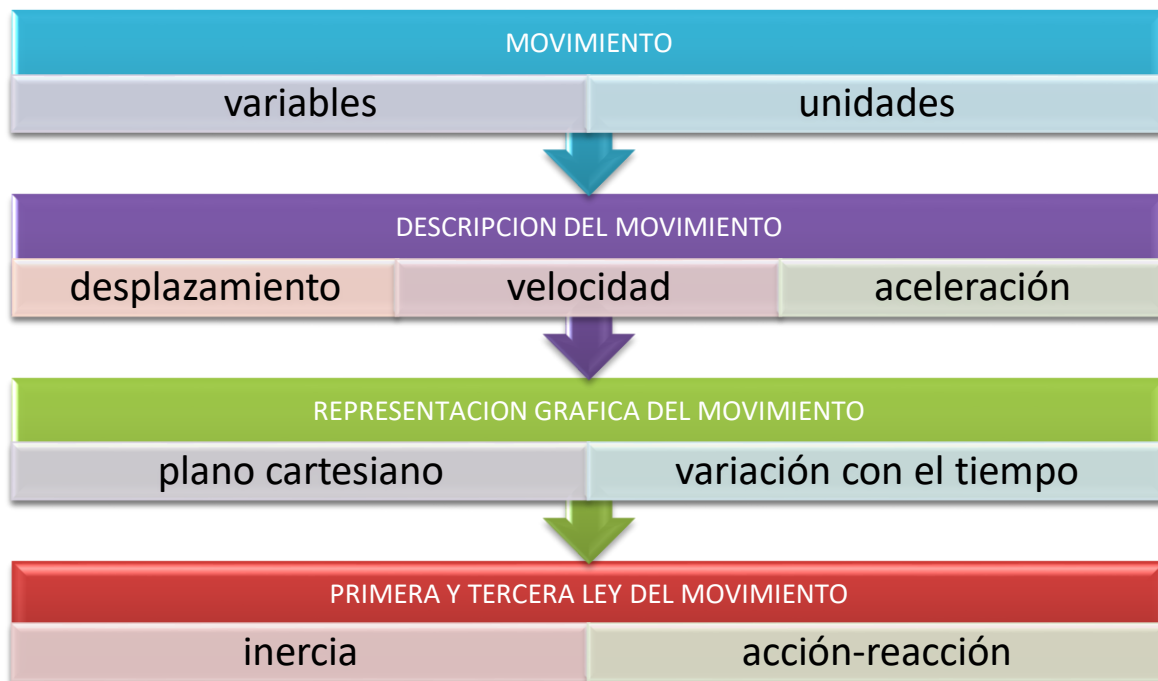 MOVIMIENTO
variables unidades
DESCRIPCION DEL MOVIMIENTO
desplazamiento velocidad aceleración
REPRESENTACION GRAFICA DEL MOVIMIENTO
plano cartesiano variación con el tiempo
PRIMERA Y TERCERA LEY DEL MOVIMIENTO
inercia acción-reacción